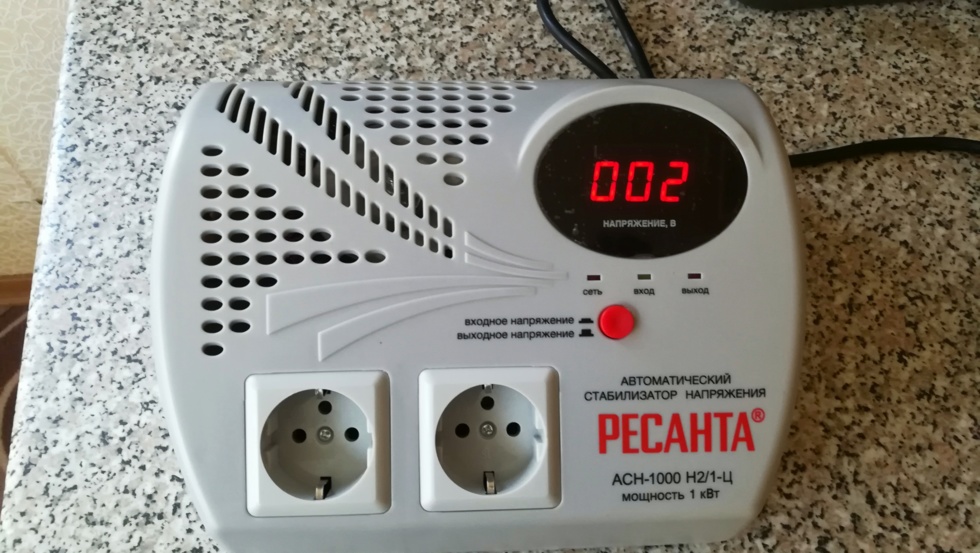 002
НАПРЯЖЕНИЕ, В
сеть вход выход
входное напряжение
выходное напряжение
АВТОМАТИЧЕСКИЙ
СТАБИЛИЗАТОР НАПРЯЖЕНИЯ
РЕСАНТА®
АСН-1000 Н2/1-Ц
мощность 1 кВт